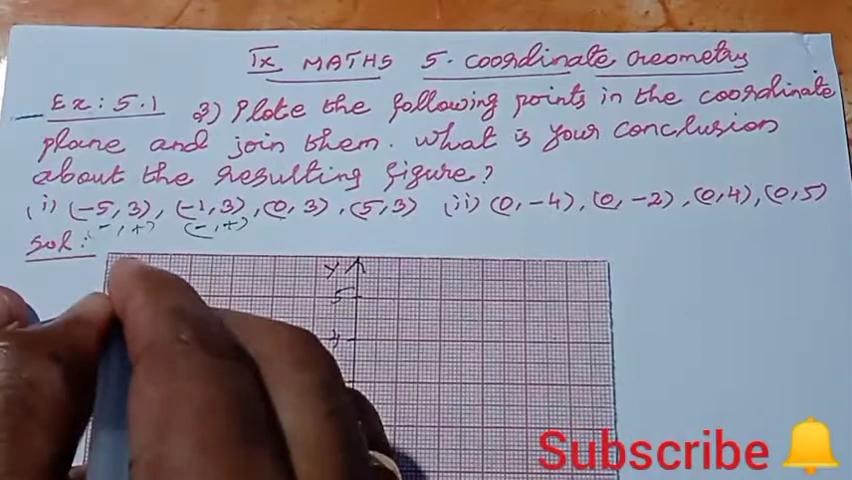 IX MATHS 5. Coordinate Geometry
Ex: 5.1 3) Plote the following points in the coordinate
plane and join them. What is your conclusion
about the resulting figure?
(i) (-5, 3), (-1, 3), (0, 3), (5, 3) (ii) (0, -4), (0, -2), (0, 4), (0, 5)
(-, +) (-, +)
Sol:
Y
5
Subscribe